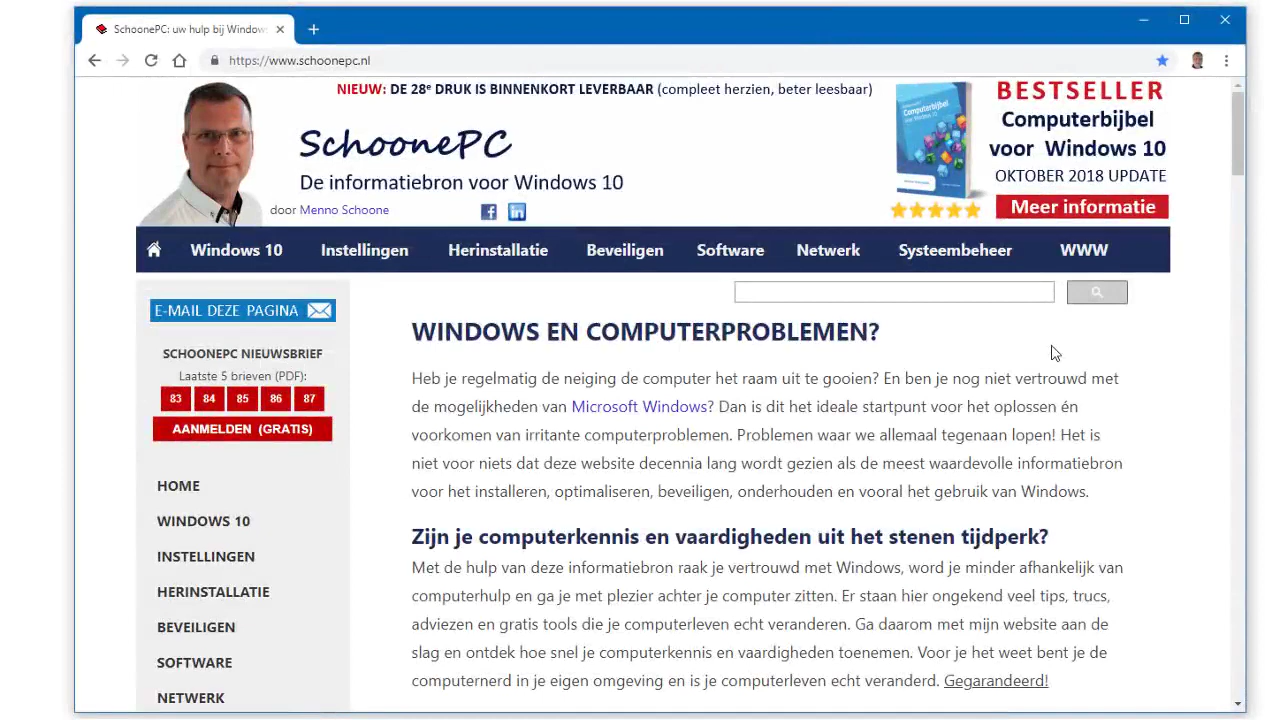 SchoonePC: uw hulp bij Window
https://www.schoonepc.nl
NIEUW: DE 28e DRUK IS BINNENKORT LEVERBAAR (compleet herzien, beter leesbaar)
SchoonePC
De informatiebron voor Windows 10
door Menno Schoone
BESTSELLER
Computerbijbel
voor Windows 10
OKTOBER 2018 UPDATE
Meer informatie
Windows 10 Instellingen Herinstallatie Beveiligen Software Netwerk Systeembeheer WWW
E-MAIL DEZE PAGINA
SCHOONEPC NIEUWSBRIEF
Laatste 5 brieven (PDF):
83 84 85 86 87
AANMELDEN (GRATIS)
HOME
WINDOWS 10
INSTELLINGEN
HERINSTALLATIE
BEVEILIGEN
SOFTWARE
NETWERK
WINDOWS EN COMPUTERPROBLEMEN?
Heb je regelmatig de neiging de computer het raam uit te gooien? En ben je nog niet vertrouwd met
de mogelijkheden van Microsoft Windows? Dan is dit het ideale startpunt voor het oplossen én
voorkomen van irritante computerproblemen. Problemen waar we allemaal tegenaan lopen! Het is
niet voor niets dat deze website decennia lang wordt gezien als de meest waardevolle informatiebron
voor het installeren, optimaliseren, beveiligen, onderhouden en vooral het gebruik van Windows.
Zijn je computerkennis en vaardigheden uit het stenen tijdperk?
Met de hulp van deze informatiebron raak je vertrouwd met Windows, word je minder afhankelijk van
computerhulp en ga je met plezier achter je computer zitten. Er staan hier ongekend veel tips, trucs,
adviezen en gratis tools die je computerleven echt veranderen. Ga daarom met mijn website aan de
slag en ontdek hoe snel je computerkennis en vaardigheden toenemen. Voor je het weet bent je de
computernerd in je eigen omgeving en is je computerleven echt veranderd. Gegarandeerd!